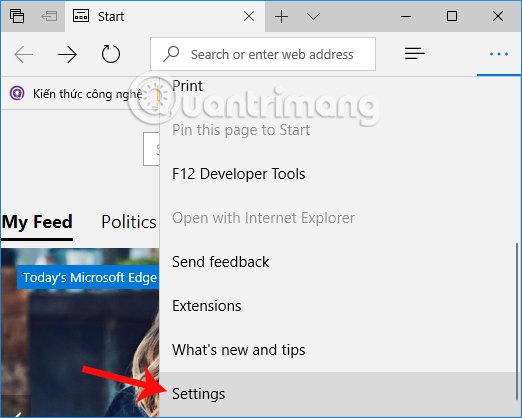 Start
Search or enter web address
Kiến thức công nghệ
Quantrimang
Print
Pin this page to Start
F12 Developer Tools
Open with Internet Explorer
My Feed
Politics
Send feedback
Today's Microsoft Edge
Extensions
What's new and tips
Settings